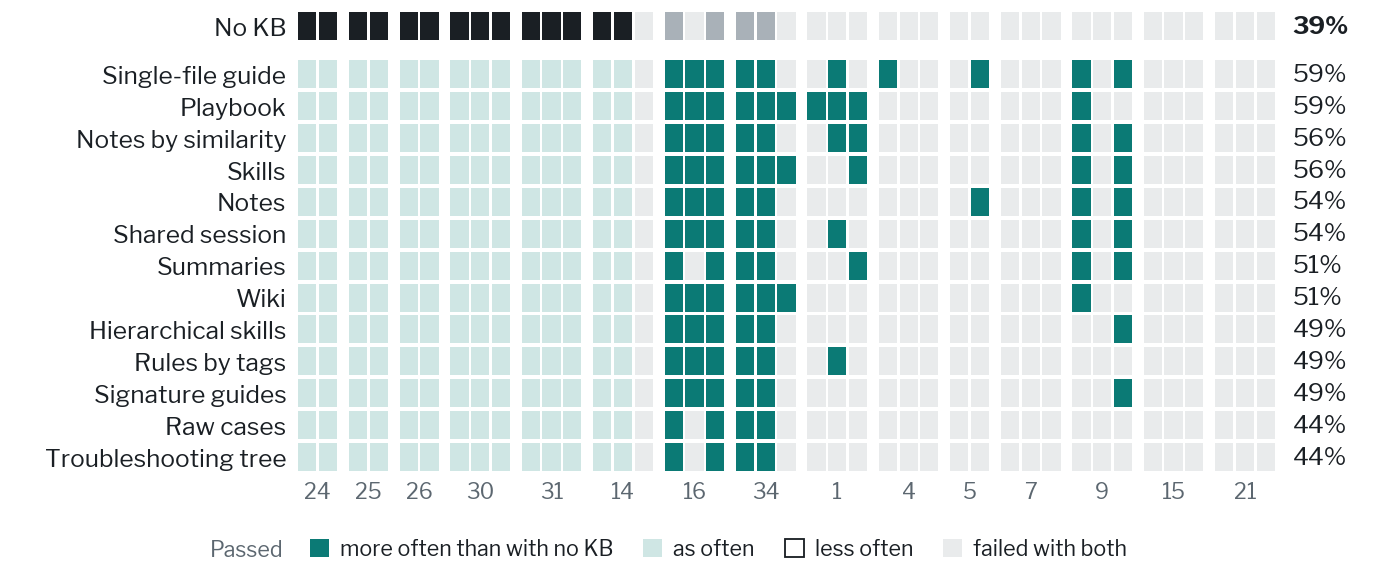 No KB 39%
Single-file guide 59%
Playbook 59%
Notes by similarity 56%
Skills 56%
Notes 54%
Shared session 54%
Summaries 51%
Wiki 51%
Hierarchical skills 49%
Rules by tags 49%
Signature guides 49%
Raw cases 44%
Troubleshooting tree 44%
24 25 26 30 31 14 16 34 1 4 5 7 9 15 21
Passed more often than with no KB as often less often failed with both